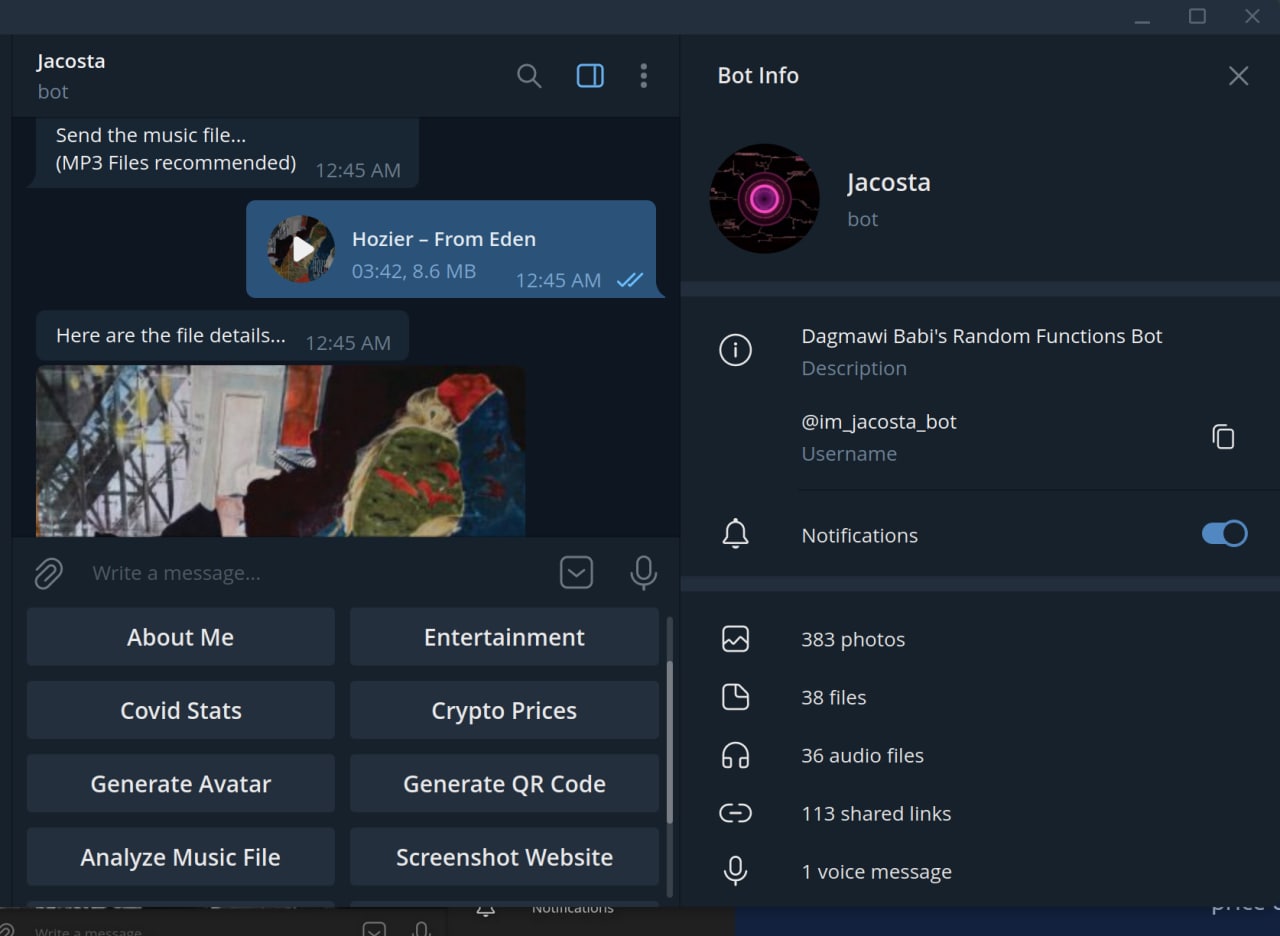 Jacosta
bot
Send the music file...
(MP3 Files recommended)
12:45 AM
Hozier – From Eden
03:42, 8.6 MB
12:45 AM
Here are the file details...
12:45 AM
Write a message...
About Me
Entertainment
Covid Stats
Crypto Prices
Generate Avatar
Generate QR Code
Analyze Music File
Screenshot Website
Bot Info
Jacosta
bot
Dagmawi Babi's Random Functions Bot
Description
@im_jacosta_bot
Username
Notifications
383 photos
38 files
36 audio files
113 shared links
1 voice message
Notifications
Write a message
price